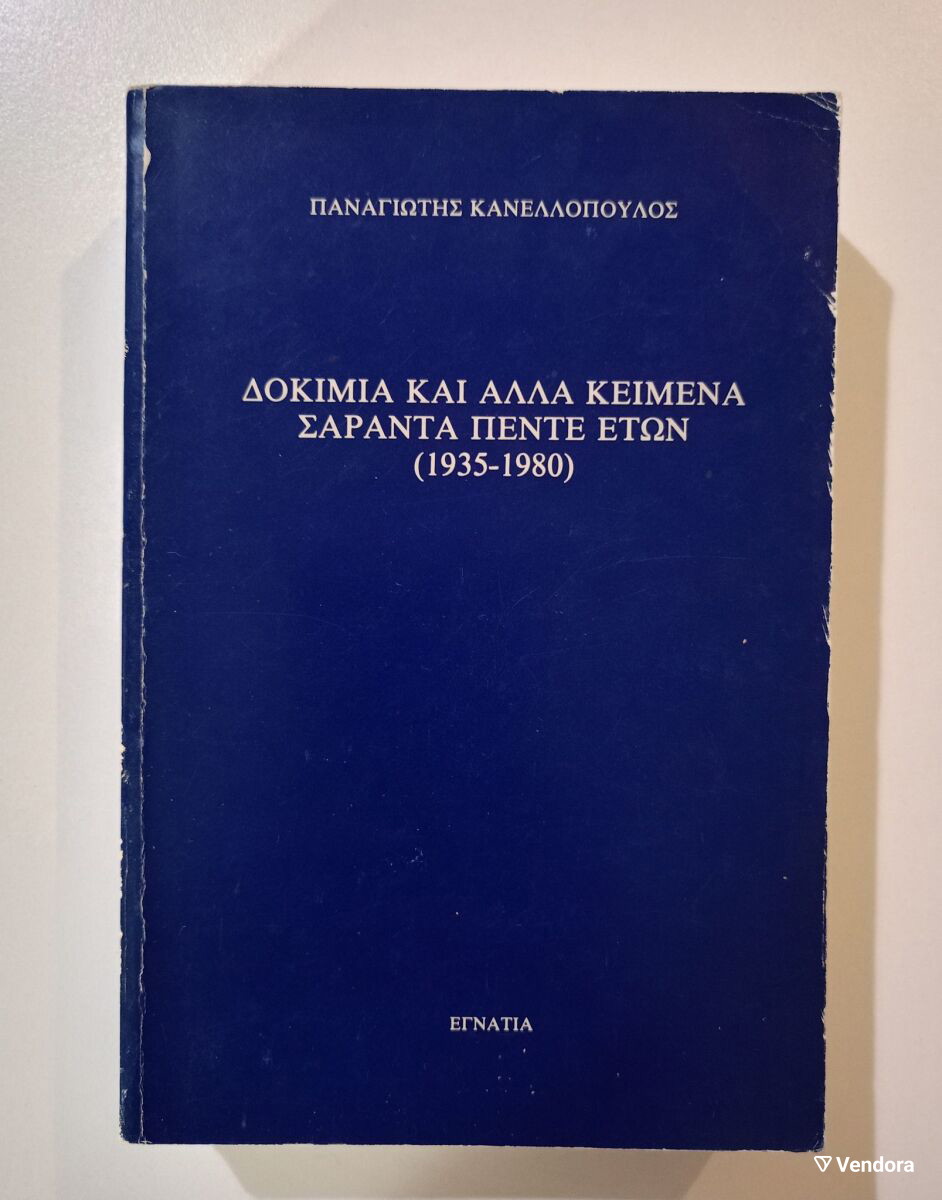 ΠΑΝΑΓΙΩΤΗΣ ΚΑΝΕΛΛΟΠΟΥΛΟΣ
ΔΟΚΙΜΙΑ ΚΑΙ ΑΛΛΑ ΚΕΙΜΕΝΑ
ΣΑΡΑΝΤΑ ΠΕΝΤΕ ΕΤΩΝ
(1935-1980)
ΕΓΝΑΤΙΑ
Vendora